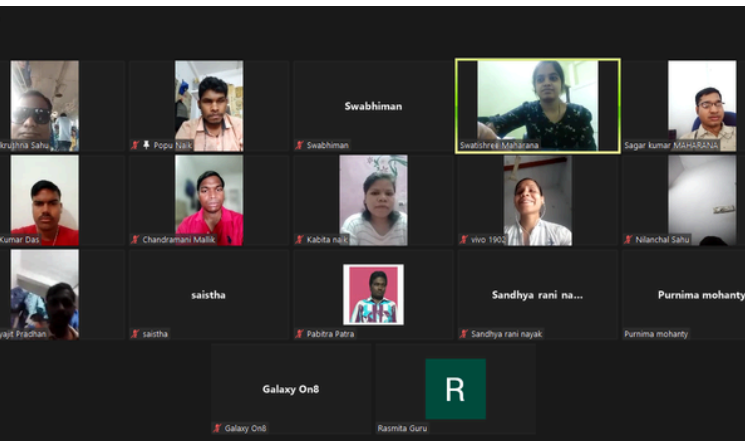 krushna Sahu
Popu Naik
Swabhiman
Swabhiman
Swatishree Maharana
Sagar kumar MAHARANA
Kumar Das
Chandramani Mallik
Kabita naik
vivo 1902
Nilanchal Sahu
yajit Pradhan
saistha
saistha
Pabitra Patra
Sandhya rani na...
Sandhya rani nayak
Purnima mohanty
Purnima mohanty
Galaxy On8
Galaxy On8
R
Rasmita Guru